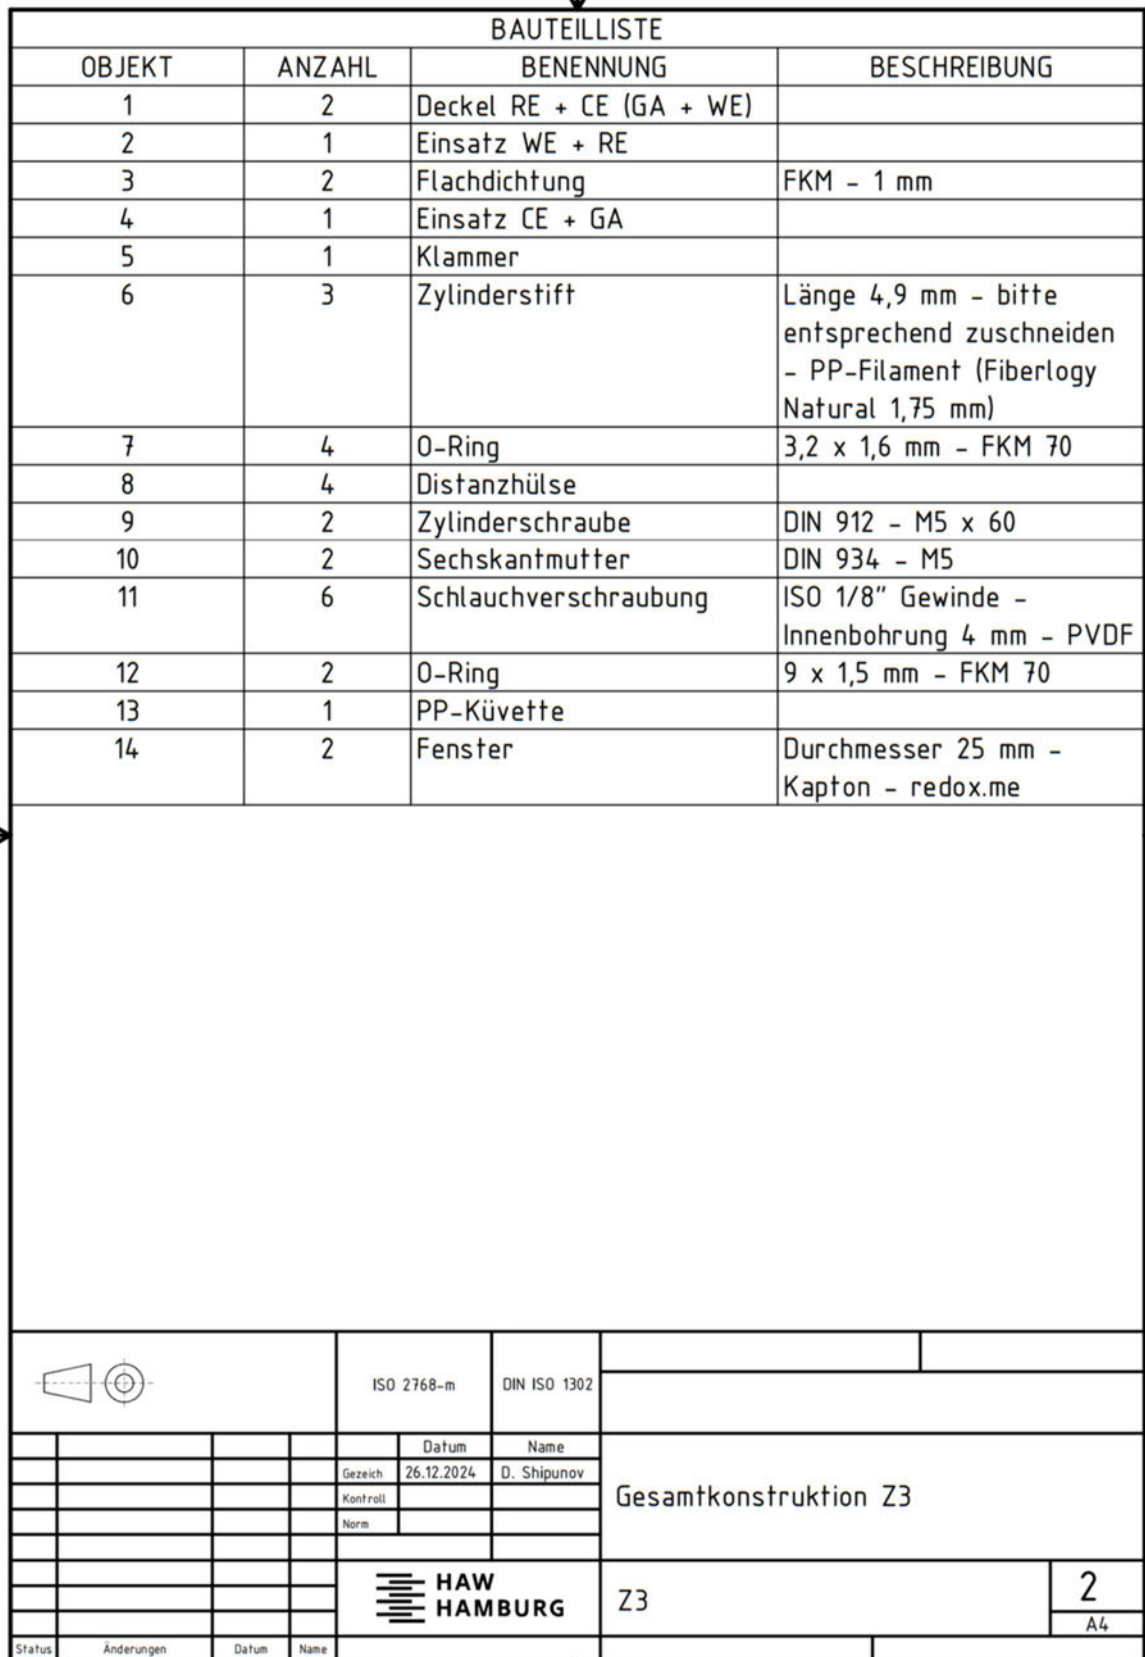 BAUTEILLISTE
OBJEKT ANZAHL BENENNUNG BESCHREIBUNG
1 2 Deckel RE + CE (GA + WE)
2 1 Einsatz WE + RE
3 2 Flachdichtung FKM - 1 mm
4 1 Einsatz CE + GA
5 1 Klammer
6 3 Zylinderstift Länge 4,9 mm - bitte
entsprechend zuschneiden
- PP-Filament (Fiberlogy
Natural 1,75 mm)
7 4 O-Ring 3,2 x 1,6 mm - FKM 70
8 4 Distanzhülse
9 2 Zylinderschraube DIN 912 - M5 x 60
10 2 Sechskantmutter DIN 934 - M5
11 6 Schlauchverschraubung ISO 1/8" Gewinde -
Innenbohrung 4 mm - PVDF
12 2 O-Ring 9 x 1,5 mm - FKM 70
13 1 PP-Küvette
14 2 Fenster Durchmesser 25 mm -
Kapton - redox.me
ISO 2768-m DIN ISO 1302
Datum Name
Gezeich 26.12.2024 D. Shipunov
Kontroll
Norm
Gesamtkonstruktion Z3
HAW
HAMBURG
Z3
2
A4
Status Änderungen Datum Name